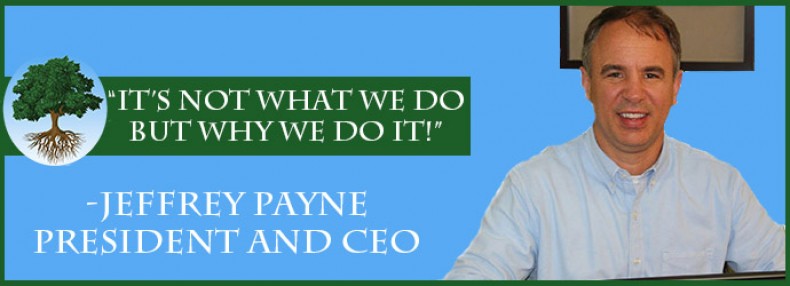 “IT'S NOT WHAT WE DO
BUT WHY WE DO IT!”
-JEFFREY PAYNE
PRESIDENT AND CEO